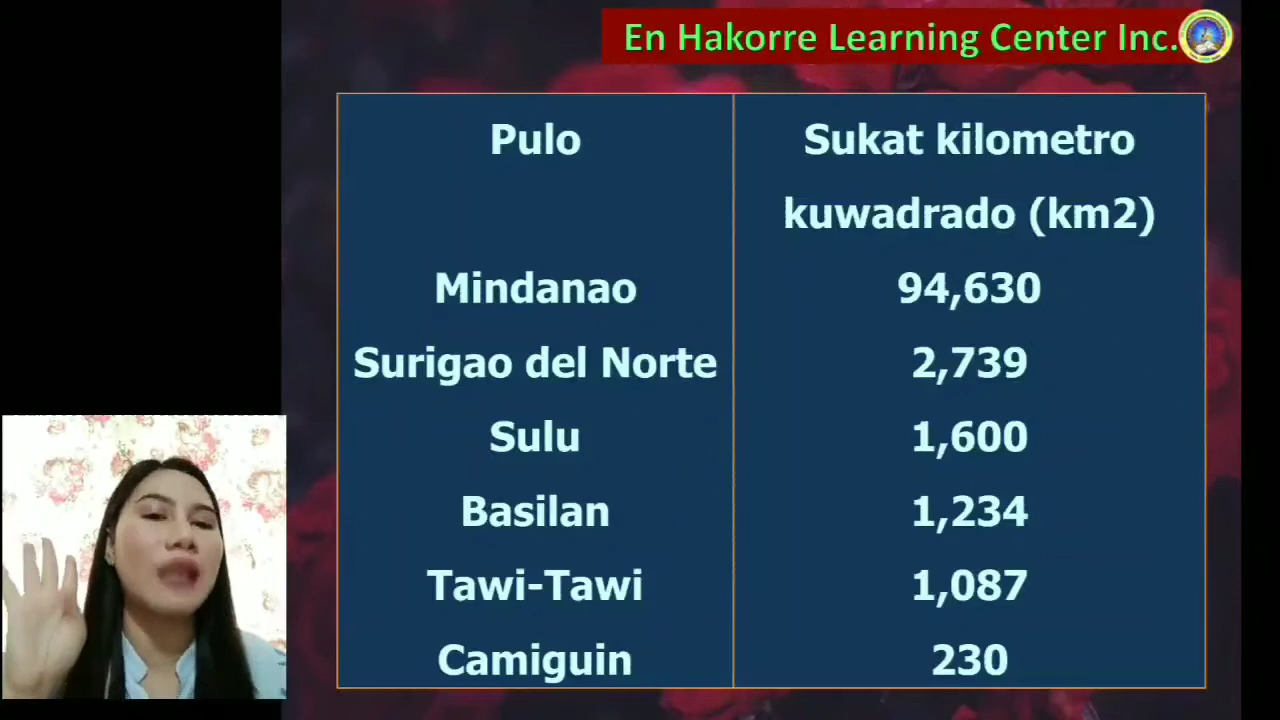 En Hakorre Learning Center Inc.
Pulo Sukat kilometro
kuwadrado (km2)
Mindanao 94,630
Surigao del Norte 2,739
Sulu 1,600
Basilan 1,234
Tawi-Tawi 1,087
Camiguin 230